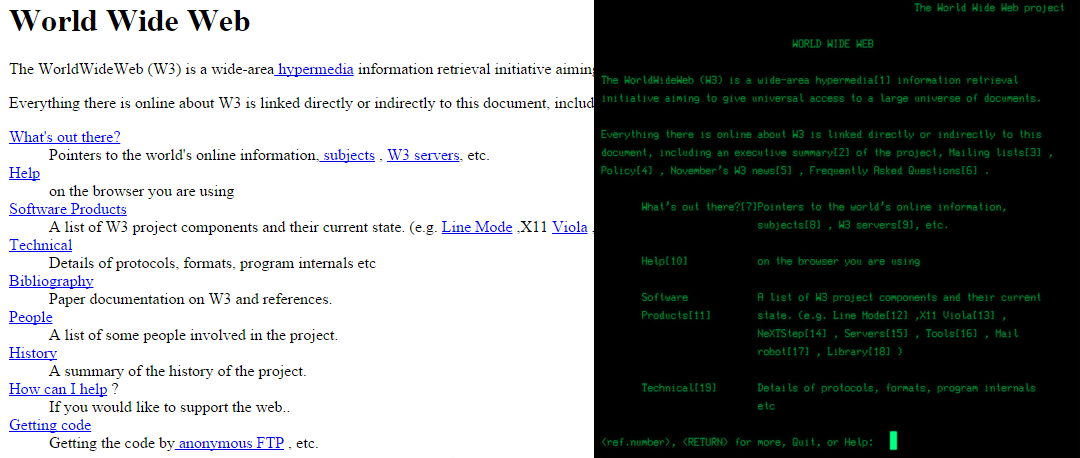 World Wide Web
The WorldWideWeb (W3) is a wide-area hypermedia information retrieval initiative aiming
Everything there is online about W3 is linked directly or indirectly to this document, includ
What's out there?
Pointers to the world's online information, subjects , W3 servers, etc.
Help
on the browser you are using
Software Products
A list of W3 project components and their current state. (e.g. Line Mode ,X11 Viola ,
Technical
Details of protocols, formats, program internals etc
Bibliography
Paper documentation on W3 and references.
People
A list of some people involved in the project.
History
A summary of the history of the project.
How can I help ?
If you would like to support the web..
Getting code
Getting the code by anonymous FTP , etc.
The World Wide Web project
WORLD WIDE WEB
The WorldWideWeb (W3) is a wide-area hypermedia[1] information retrieval
initiative aiming to give universal access to a large universe of documents.
Everything there is online about W3 is linked directly or indirectly to this
document, including an executive summary[2] of the project, Mailing lists[3] ,
Policy[4] , November's W3 news[5] , Frequently Asked Questions[6] .
What's out there?[7]Pointers to the world's online information,
subjects[8] , W3 servers[9], etc.
Help[10] on the browser you are using
Software A list of W3 project components and their current
Products[11] state. (e.g. Line Mode[12] ,X11 Viola[13] ,
NeXTStep[14] , Servers[15] , Tools[16] , Mail
robot[17] , Library[18] )
Technical[19] Details of protocols, formats, program internals
etc
<ref.number>, <RETURN> for more, Quit, or Help: